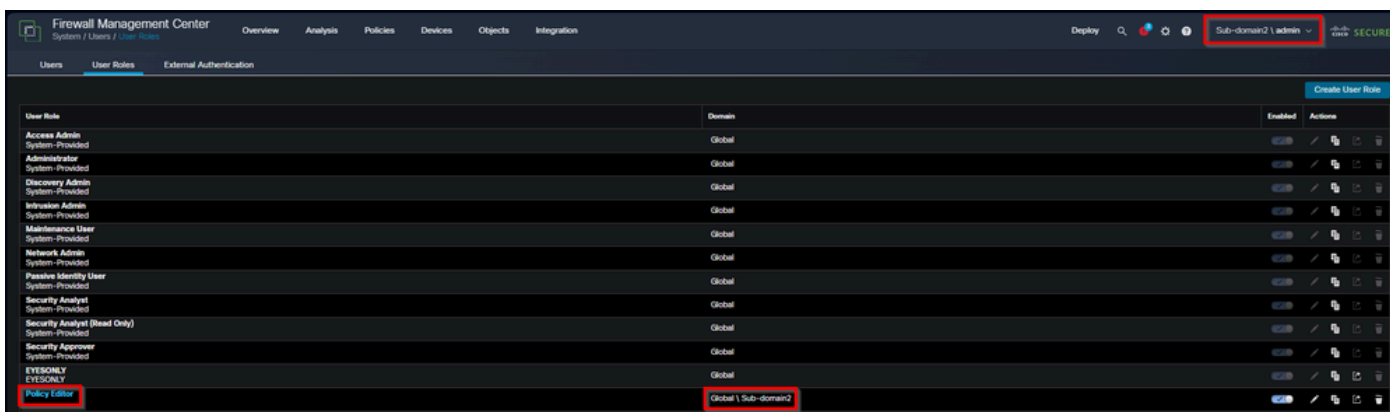 Firewall Management Center
System / Users / User Roles
Overview Analysis Policies Devices Objects Integration
Deploy
Sub-domain2 \ admin
CISCO SECURE
Users User Roles External Authentication
Create User Role
User Role Domain Enabled Actions
Access Admin
System-Provided
Global
Administrator
System-Provided
Global
Discovery Admin
System-Provided
Global
Intrusion Admin
System-Provided
Global
Maintenance User
System-Provided
Global
Network Admin
System-Provided
Global
Passive Identity User
System-Provided
Global
Security Analyst
System-Provided
Global
Security Analyst (Read Only)
System-Provided
Global
Security Approver
System-Provided
Global
EYESONLY
EYESONLY
Global
Policy Editor
Global \ Sub-domain2